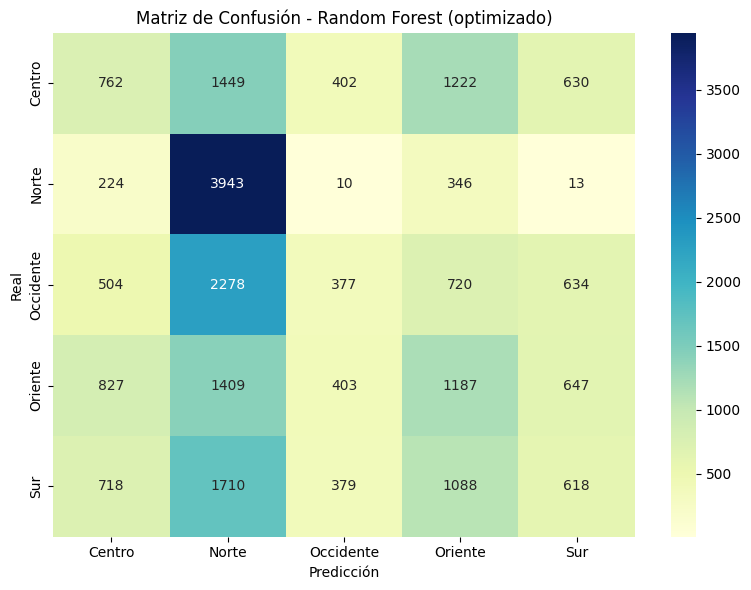 Matriz de Confusión - Random Forest (optimizado)
Real
Centro 762 1449 402 1222 630
Norte 224 3943 10 346 13
Occidente 504 2278 377 720 634
Oriente 827 1409 403 1187 647
Sur 718 1710 379 1088 618
Centro Norte Occidente Oriente Sur
Predicción
3500
3000
2500
2000
1500
1000
500